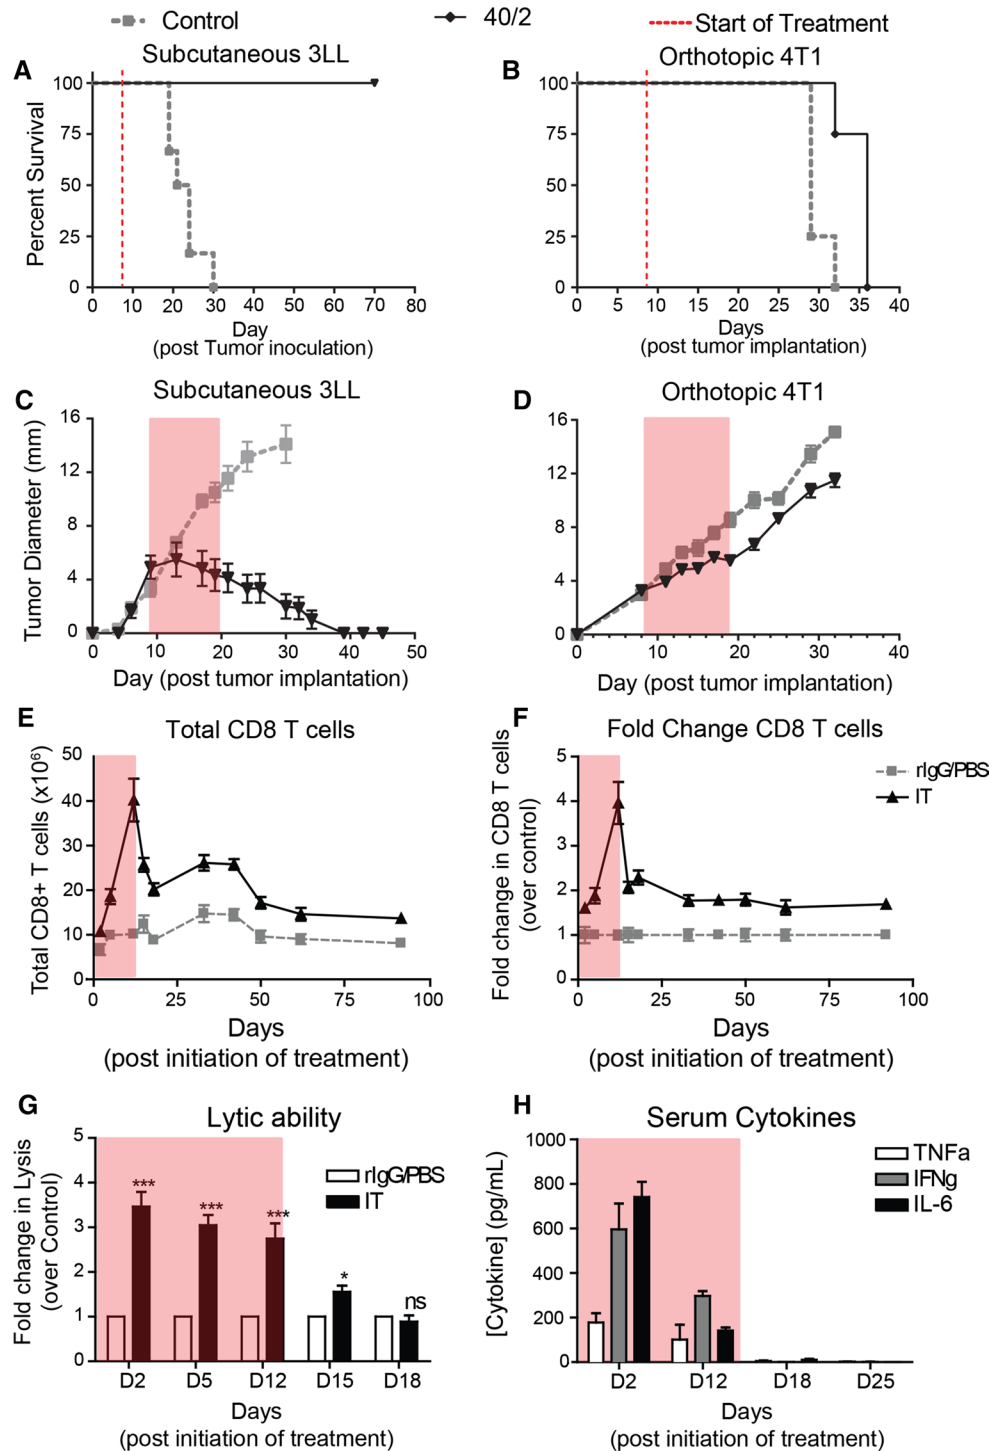 Control
40/2
Start of Treatment
A
Subcutaneous 3LL
Percent Survival
100
75
50
25
0
0 10 20 30 40 50 60 70 80
Day
(post Tumor inoculation)
B
Orthotopic 4T1
100
75
50
25
0
0 5 10 15 20 25 30 35 40
Days
(post tumor implantation)
C
Subcutaneous 3LL
Tumor Diameter (mm)
16
12
8
4
0
0 10 20 30 40 50
Day (post tumor implantation)
D
Orthotopic 4T1
16
12
8
4
0
0 10 20 30 40
Day (post tumor implantation)
E
Total CD8 T cells
Total CD8+ T cells (x10⁶)
50
40
30
20
10
0
0 25 50 75 100
Days
(post initiation of treatment)
F
Fold Change CD8 T cells
Fold change in CD8 T cells
(over control)
5
4
3
2
1
0
0 25 50 75 100
rIgG/PBS
IT
Days
(post initiation of treatment)
G
Lytic ability
Fold change in Lysis
(over Control)
5
4
3
2
1
0
rIgG/PBS
IT
***
***
***
*
ns
D2 D5 D12 D15 D18
Days
(post initiation of treatment)
H
Serum Cytokines
[Cytokine] (pg/mL)
1000
800
600
400
200
0
TNFa
IFNg
IL-6
D2 D12 D18 D25
Days
(post initiation of treatment)